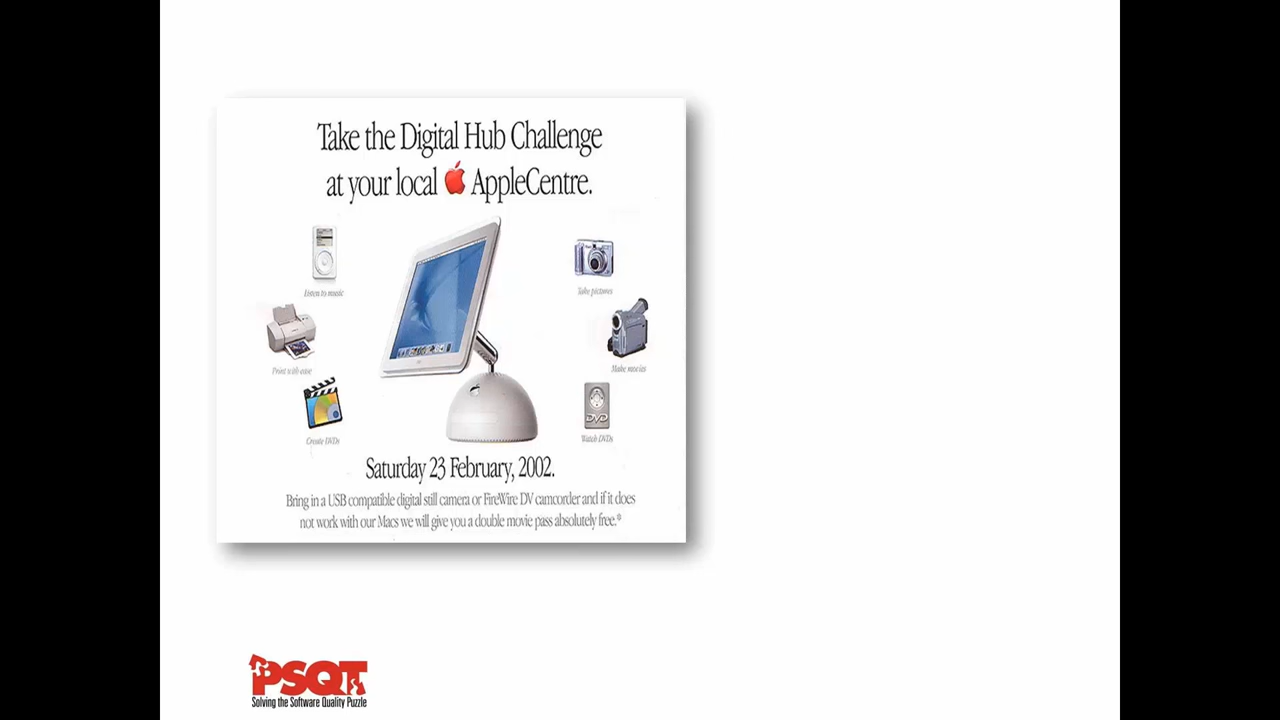 Take the Digital Hub Challenge
at your local AppleCentre.
Listen to music
Take pictures
Print with ease
Make movies
Create DVDs
DVD
Watch DVDs
Saturday 23 February, 2002.
Bring in a USB compatible digital still camera or FireWire DV camcorder and if it does
not work with our Macs we will give you a double movie pass absolutely free.*
PSQT
Solving the Software Quality Puzzle